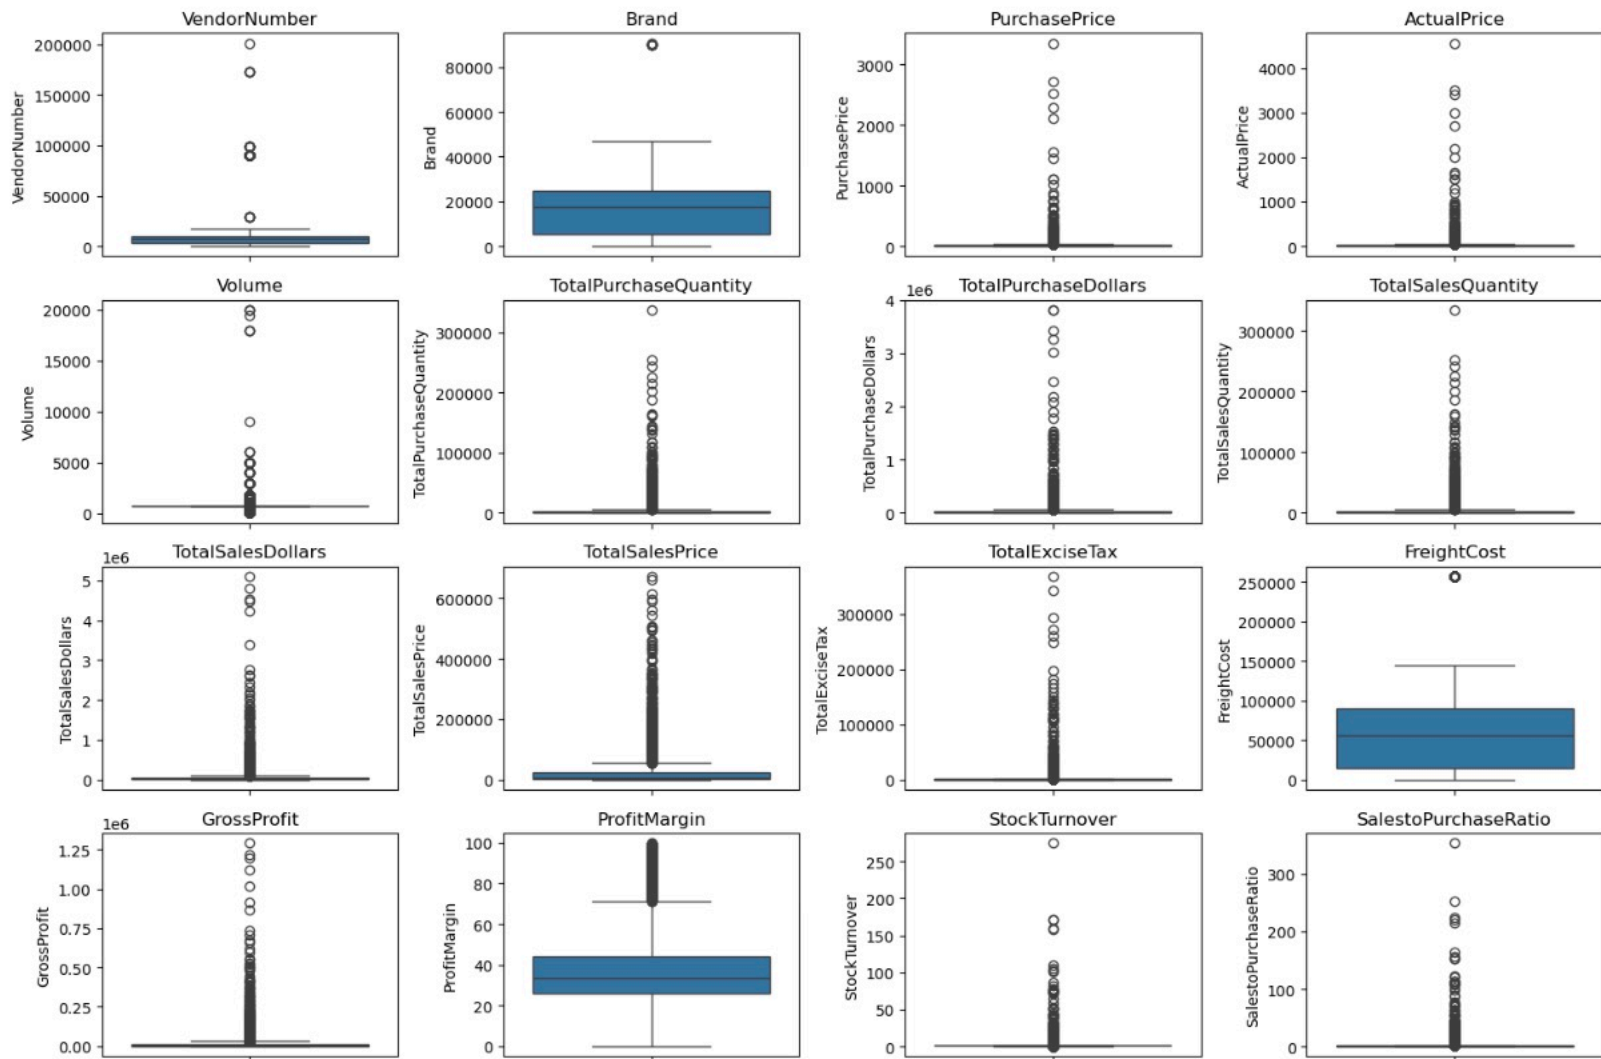 VendorNumber
VendorNumber
200000
150000
100000
50000
0
Brand
Brand
80000
60000
40000
20000
0
PurchasePrice
PurchasePrice
3000
2000
1000
0
ActualPrice
ActualPrice
4000
3000
2000
1000
0
Volume
Volume
20000
15000
10000
5000
0
TotalPurchaseQuantity
TotalPurchaseQuantity
300000
200000
100000
0
TotalPurchaseDollars
1e6
TotalPurchaseDollars
4
3
2
1
0
TotalSalesQuantity
TotalSalesQuantity
300000
200000
100000
0
TotalSalesDollars
1e6
TotalSalesDollars
5
4
3
2
1
0
TotalSalesPrice
TotalSalesPrice
600000
400000
200000
0
TotalExciseTax
TotalExciseTax
300000
200000
100000
0
FreightCost
FreightCost
250000
200000
150000
100000
50000
0
GrossProfit
1e6
GrossProfit
1.25
1.00
0.75
0.50
0.25
0.00
ProfitMargin
ProfitMargin
100
80
60
40
20
0
StockTurnover
StockTurnover
250
200
150
100
50
0
SalestoPurchaseRatio
SalestoPurchaseRatio
300
200
100
0